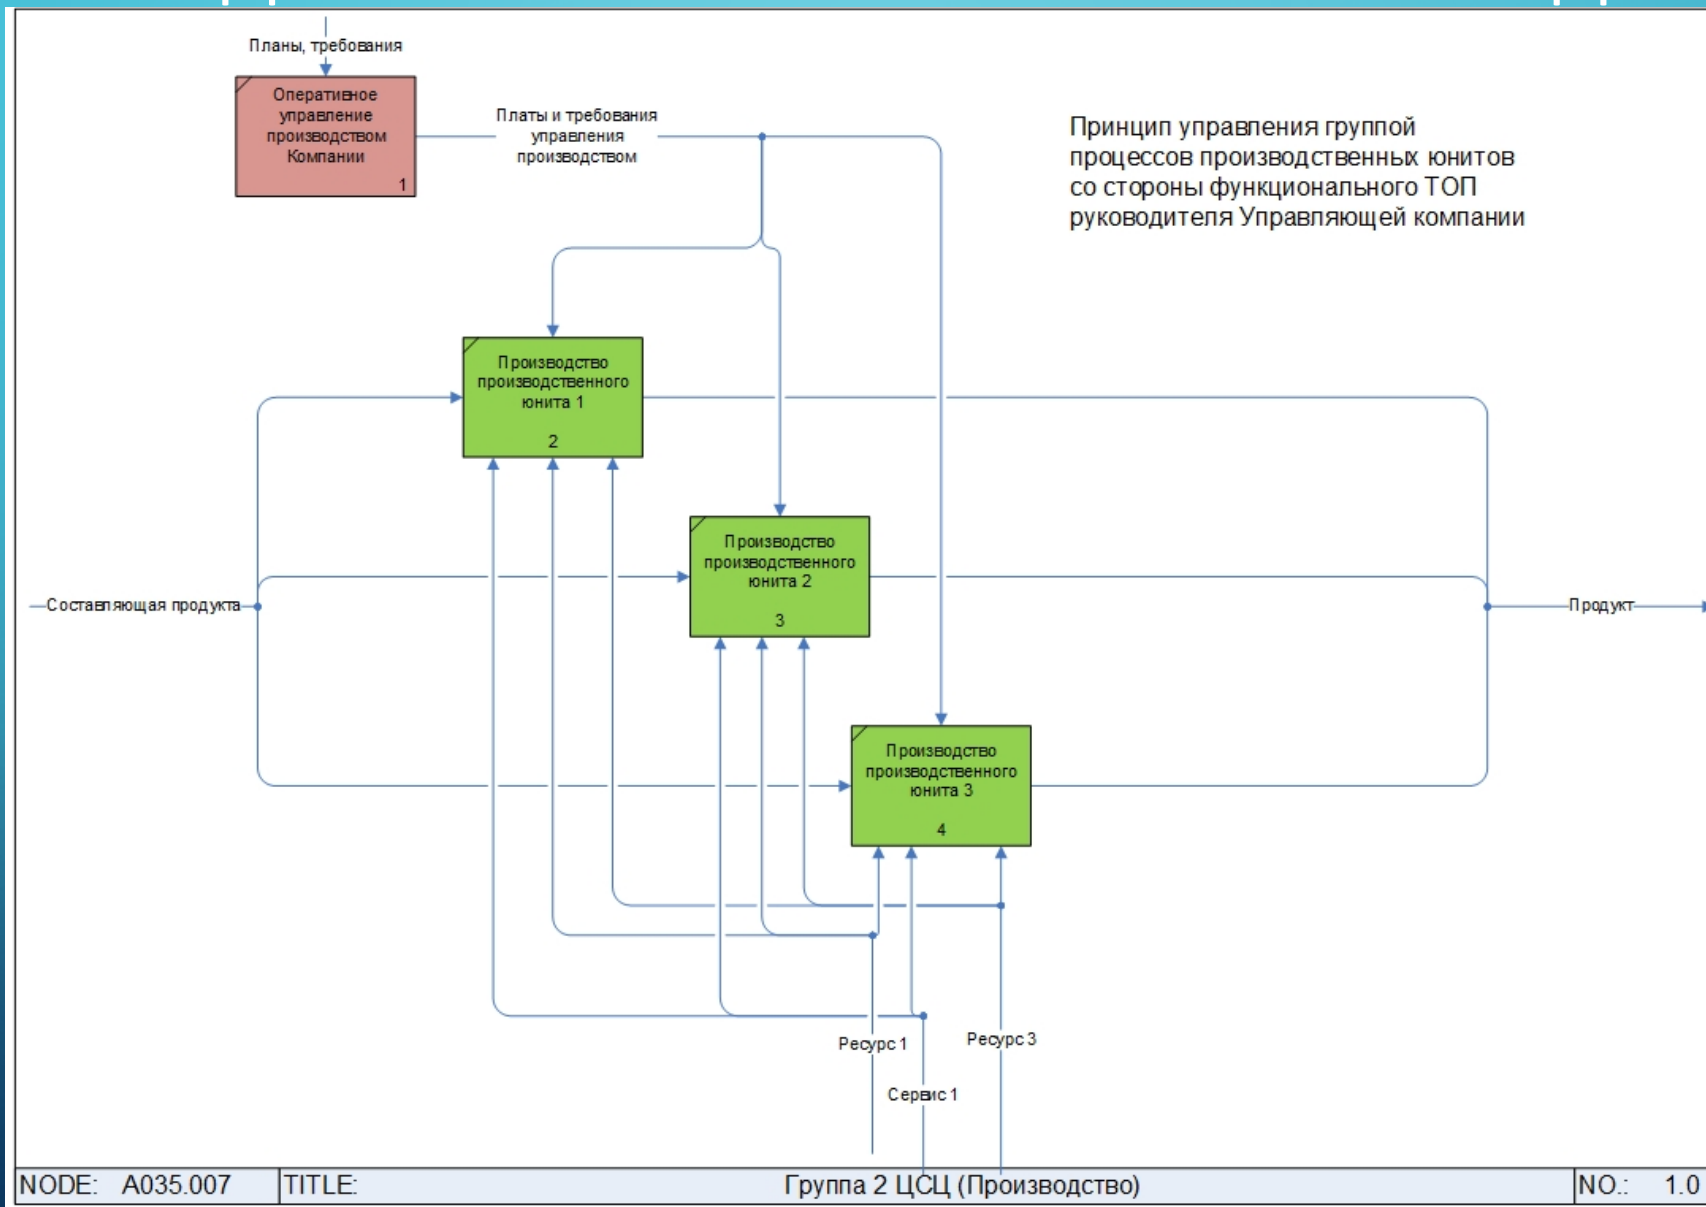 Планы, требования
Оперативное
управление
производством
Компании
1
Платы и требования
управления
производством
Принцип управления группой
процессов производственных юнитов
со стороны функционального ТОП
руководителя Управляющей компании
Производство
производственного
юнита 1
2
Производство
производственного
юнита 2
3
Составляющая продукта
Продукт
Производство
производственного
юнита 3
4
Ресурс 1
Ресурс 3
Сервис 1
NODE: A035.007 TITLE: Группа 2 ЦСЦ (Производство) NO.: 1.0